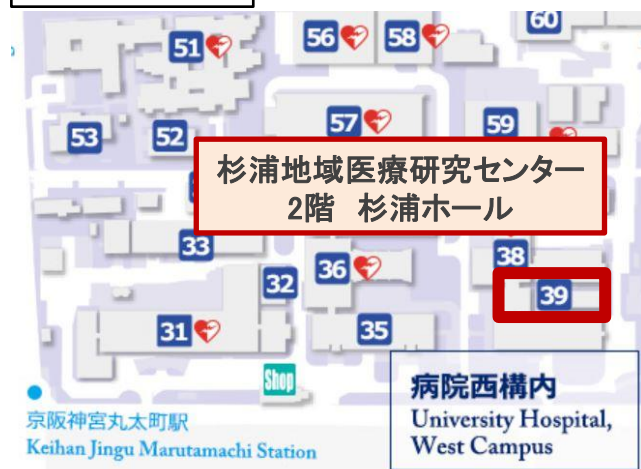 51
56
58
60
53
52
57
59
杉浦地域医療研究センター
2階 杉浦ホール
33
32
36
38
39
31
35
Shop
京阪神宮丸太町駅
Keihan Jingu Marutamachi Station
病院西構内
University Hospital,
West Campus